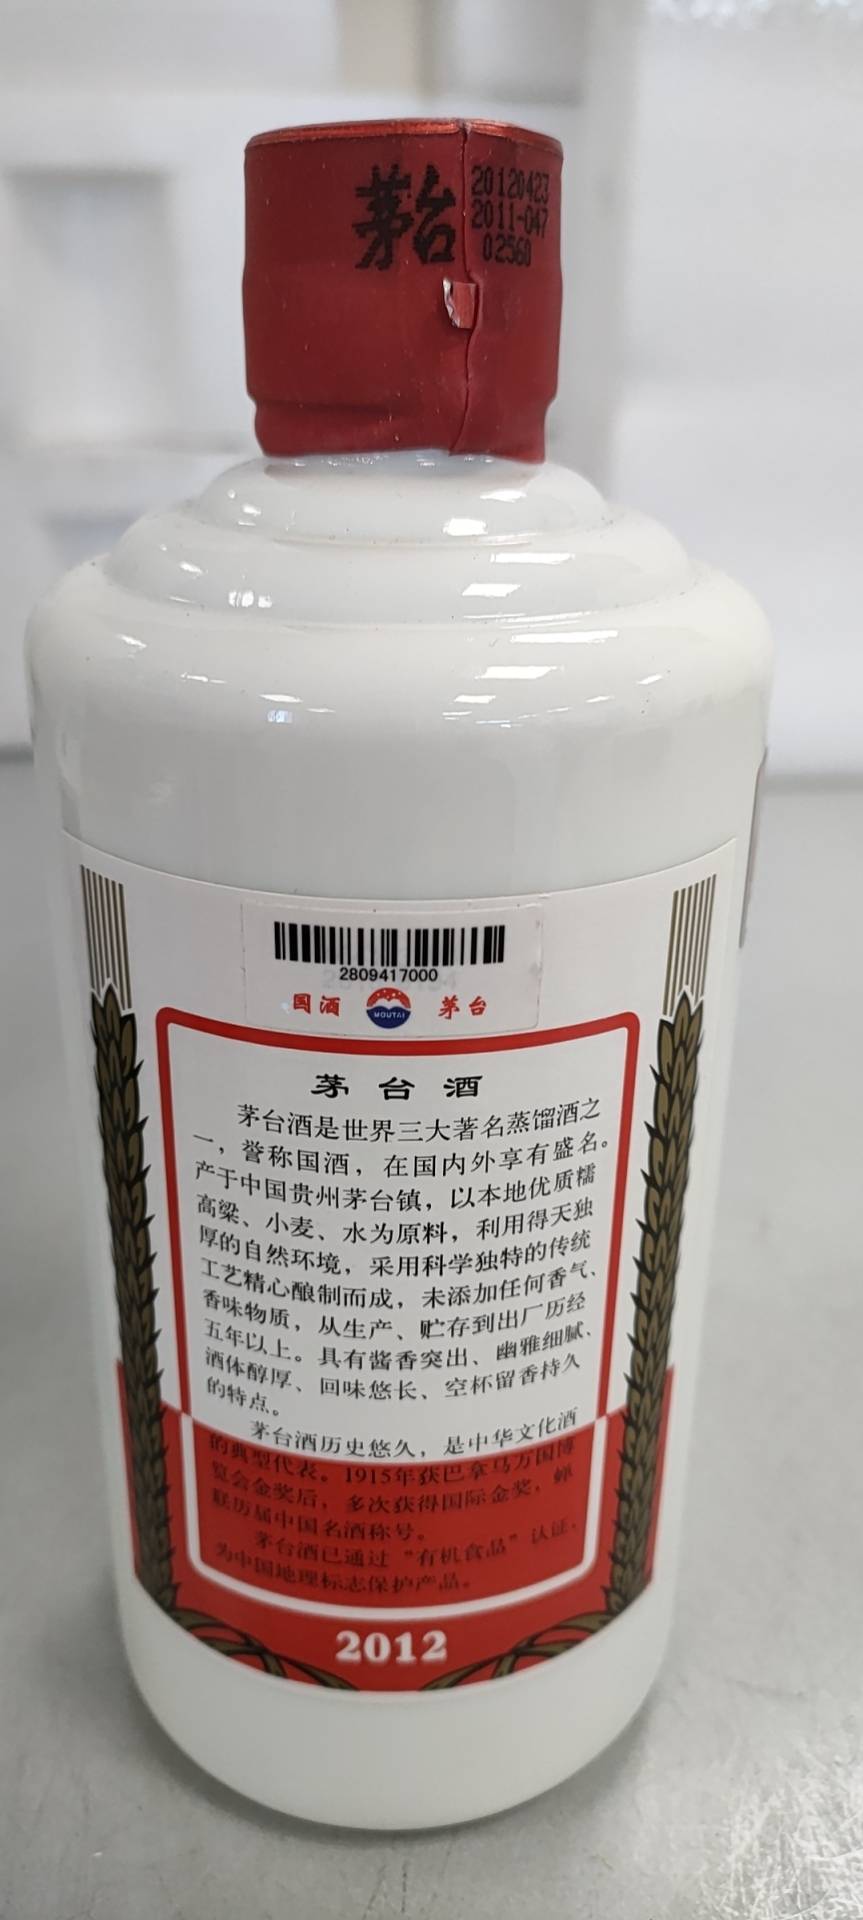 茅台
20120423
2011-047
02560
2809417000
国酒
MOUTAI
茅台
茅台酒
茅台酒是世界三大著名蒸馏酒之
一，誉称国酒，在国内外享有盛名。
产于中国贵州茅台镇，以本地优质糯
高粱、小麦、水为原料，利用得天独
厚的自然环境，采用科学独特的传统
工艺精心酿制而成，未添加任何香气、
香味物质，从生产、贮存到出厂历经
五年以上。具有酱香突出、幽雅细腻、
酒体醇厚、回味悠长、空杯留香持久
的特点。
茅台酒历史悠久，是中华文化酒
的典型代表。1915年获巴拿马万国博
览会金奖后，多次获得国际金奖，蝉
联历届中国名酒称号。
茅台酒已通过“有机食品”认证，
为中国地理标志保护产品。
2012